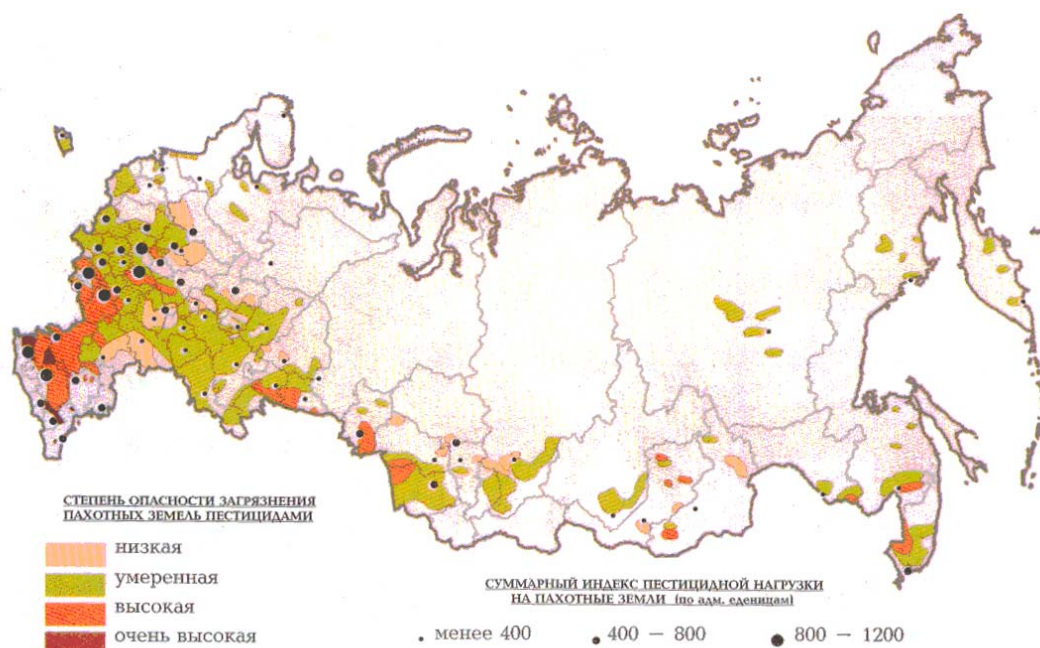 СТЕПЕНЬ ОПАСНОСТИ ЗАГРЯЗНЕНИЯ
ПАХОТНЫХ ЗЕМЕЛЬ ПЕСТИЦИДАМИ
низкая
умеренная
высокая
очень высокая
СУММАРНЫЙ ИНДЕКС ПЕСТИЦИДНОЙ НАГРУЗКИ
НА ПАХОТНЫЕ ЗЕМЛИ (по адм. еденицам)
менее 400
400 — 800
800 — 1200